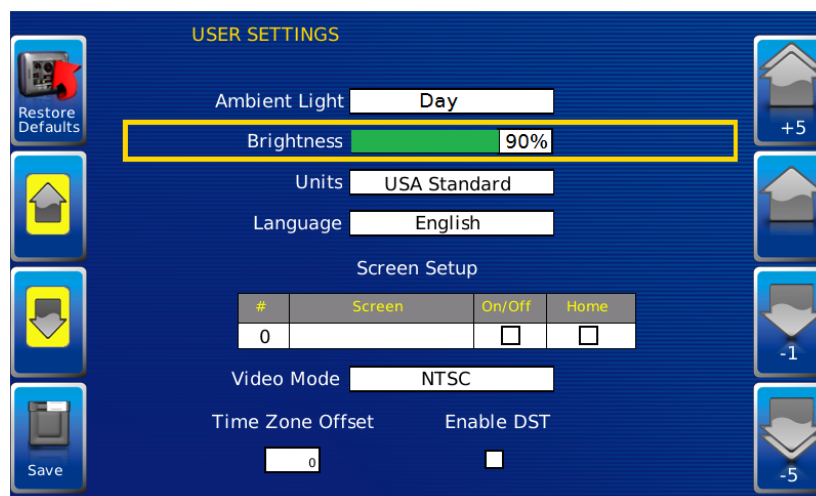 USER SETTINGS
Restore
Defaults
Ambient Light Day
+5
Brightness 90%
Units USA Standard
Language English
Screen Setup
# Screen On/Off Home
0
-1
Video Mode NTSC
Time Zone Offset Enable DST
0
Save
-5